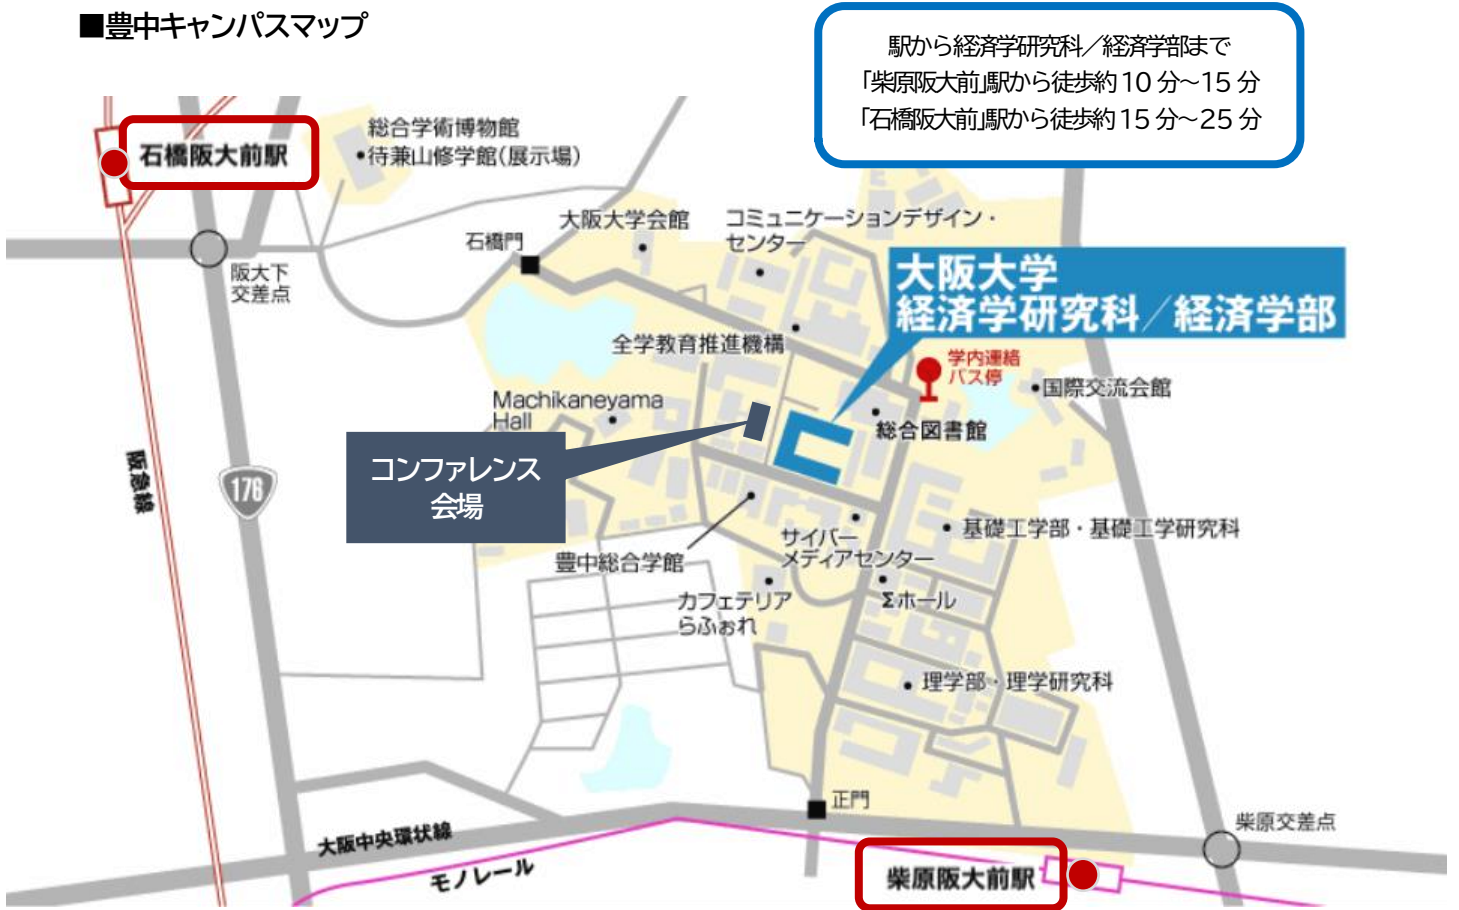 ■豊中キャンパスマップ
駅から経済学研究科／経済学部まで
「柴原阪大前」駅から徒歩約10分～15分
「石橋阪大前」駅から徒歩約15分～25分
石橋阪大前駅
総合学術博物館
待兼山修学館(展示場)
大阪大学会館
コミュニケーションデザイン・
センター
石橋門
阪大下
交差点
大阪大学
経済学研究科／経済学部
全学教育推進機構
学内連絡
バス停
国際交流会館
Machikaneyama
Hall
総合図書館
コンファレンス
会場
阪急線
176
基礎工学部・基礎工学研究科
サイバー
メディアセンター
豊中総合学館
カフェテリア
らふぉれ
Σホール
理学部・理学研究科
正門
柴原交差点
大阪中央環状線
モノレール
柴原阪大前駅